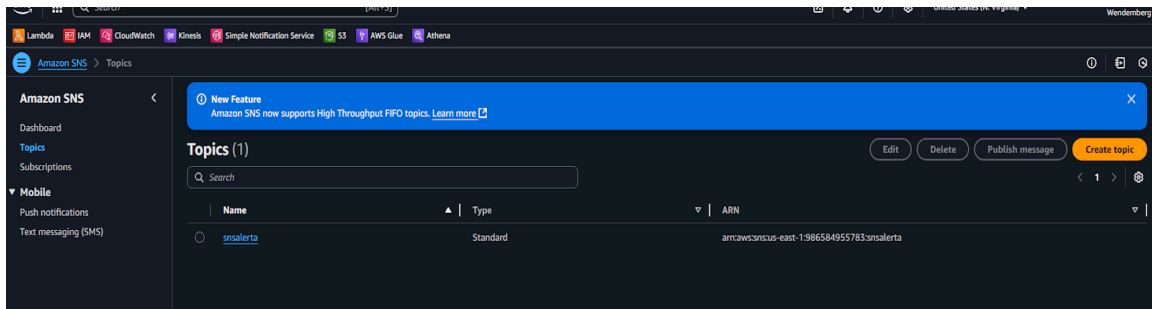 Search
[Alt+S]
United States (N. Virginia)
Wendemberg
Lambda IAM CloudWatch Kinesis Simple Notification Service S3 AWS Glue Athena
Amazon SNS > Topics
Amazon SNS
Dashboard
Topics
Subscriptions
Mobile
Push notifications
Text messaging (SMS)
New Feature
Amazon SNS now supports High Throughput FIFO topics. Learn more
Topics (1)
Edit Delete Publish message Create topic
Search
1
Name Type ARN
snsalerta Standard arn:aws:sns:us-east-1:986584955783:snsalerta